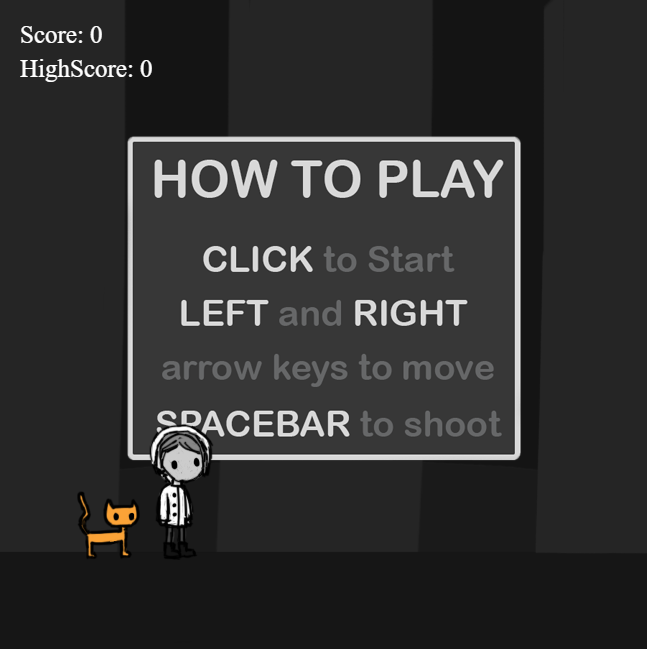 Score: 0
HighScore: 0
HOW TO PLAY
CLICK to Start
LEFT and RIGHT
arrow keys to move
SPACEBAR to shoot